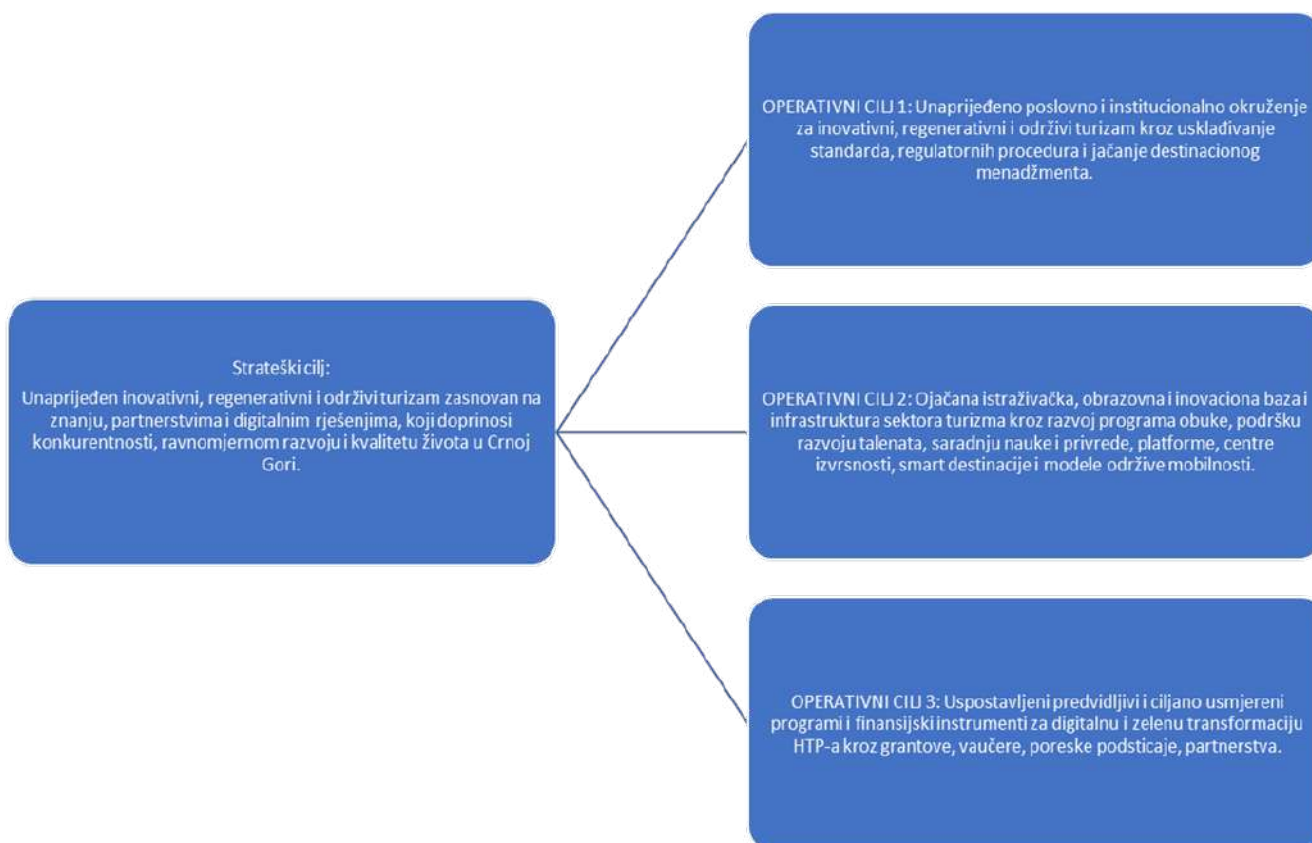 Strateški cilj:
Unaprijeđen inovativni, regenerativni i održivi turizam zasnovan na
znanju, partnerstvima i digitalnim rješenjima, koji doprinosi
konkurentnosti, ravnomjernom razvoju i kvalitetu života u Crnoj
Gori.
OPERATIVNI CILJ 1: Unaprijeđeno poslovno i institucionalno okruženje
za inovativni, regenerativni i održivi turizam kroz usklađivanje
standarda, regulatornih procedura i jačanje destinacionog
menadžmenta.
OPERATIVNI CILJ 2: Ojačana istraživačka, obrazovna i inovaciona baza i
infrastruktura sektora turizma kroz razvoj programa obuke, podršku
razvoju talenata, saradnju nauke i privrede, platforme, centre
izvrsnosti, smart destinacije i modele održive mobilnosti.
OPERATIVNI CILJ 3: Uspostavljeni predvidljivi i ciljano usmjereni
programi i finansijski instrumenti za digitalnu i zelenu transformaciju
HTP-a kroz grantove, vaučere, poreske podsticaje, partnerstva.